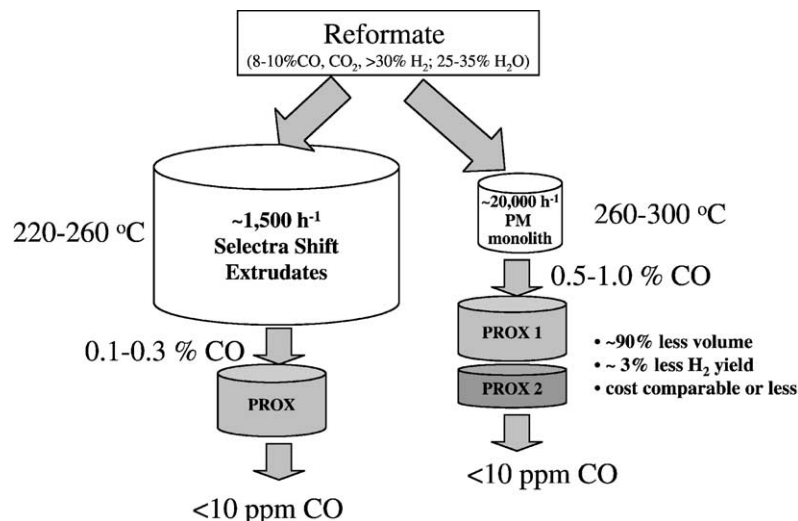 Reformate
(8-10%CO, CO₂, >30% H₂; 25-35% H₂O)
220-260 °C
~1,500 h⁻¹
Selectra Shift
Extrudates
~20,000 h⁻¹
PM
monolith
260-300 °C
0.5-1.0 % CO
0.1-0.3 % CO
PROX
PROX 1
PROX 2
• ~90% less volume
• ~ 3% less H₂ yield
• cost comparable or less
<10 ppm CO
<10 ppm CO